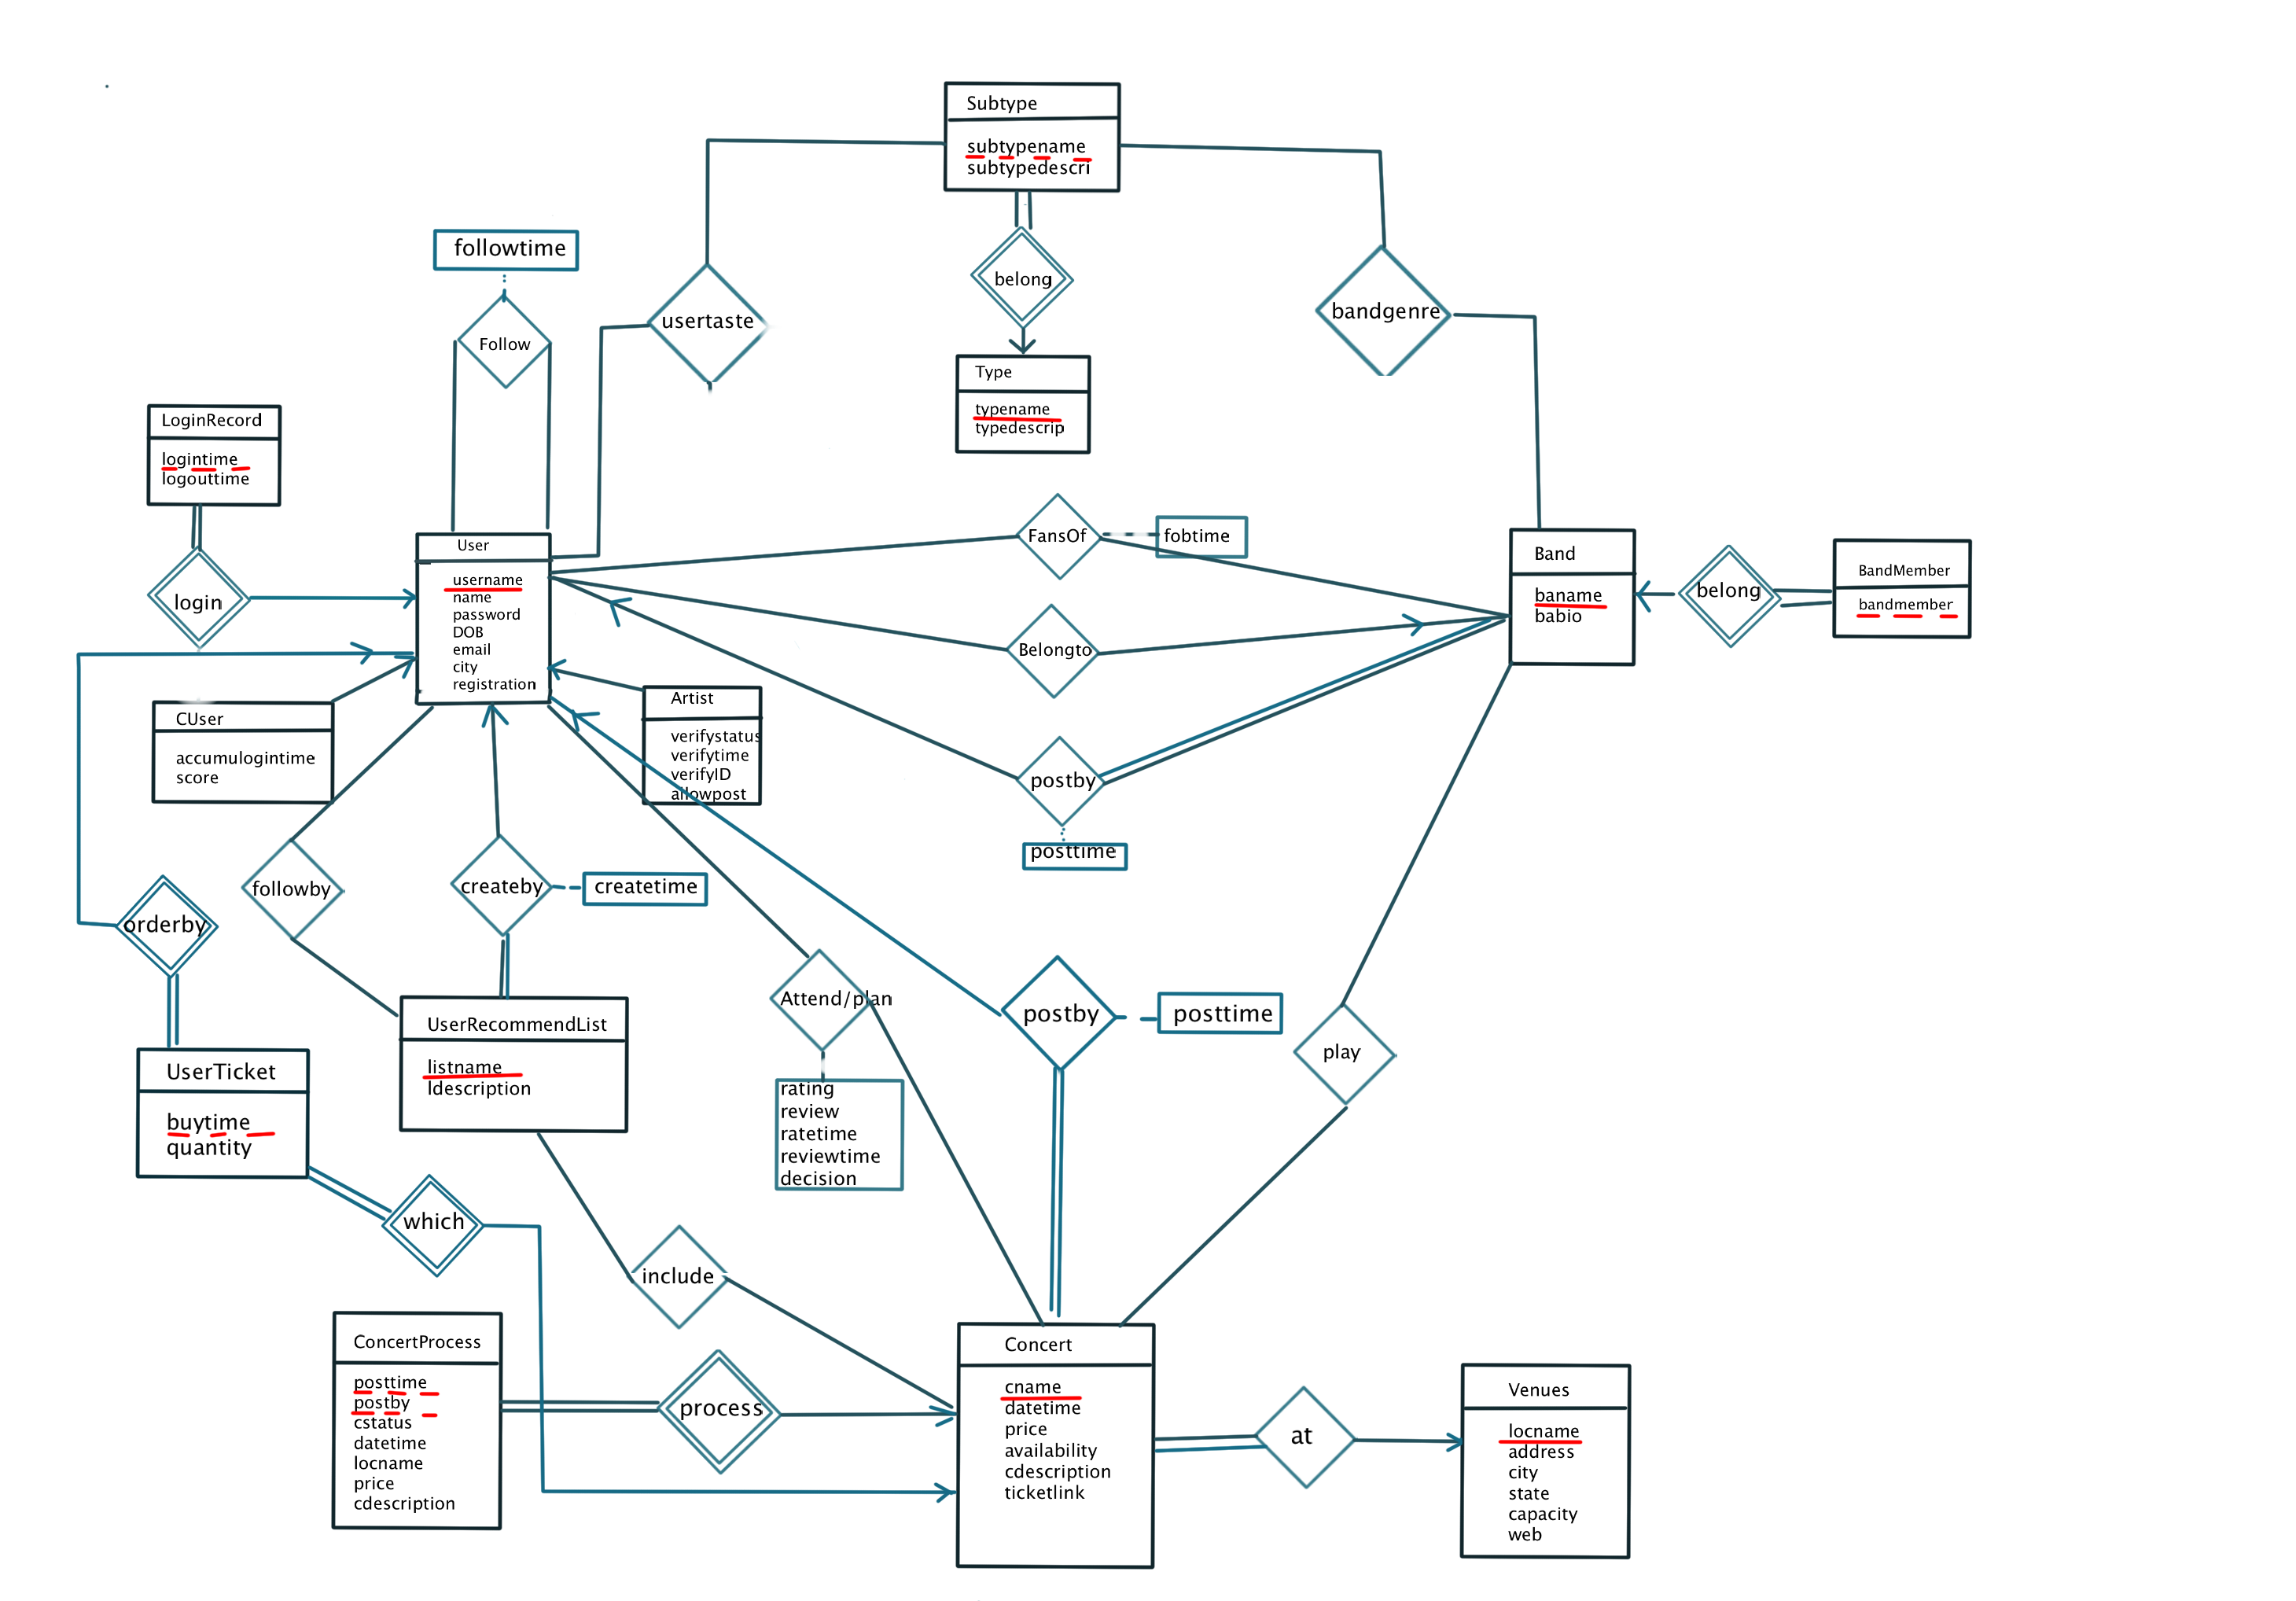 Subtype
subtypename
subtypedescri
followtime
Follow
usertaste
belong
bandgenre
Type
typename
typedescrip
LoginRecord
logintime
logouttime
login
User
username
name
password
DOB
email
city
registration
FansOf
fobtime
Belongto
postby
posttime
Band
baname
babio
belong
BandMember
bandmember
CUser
accumulogintime
score
Artist
verifystatus
verifytime
verifyID
allowpost
followby
createby
createtime
orderby
UserRecommendList
listname
ldescription
Attend/plan
rating
review
ratetime
reviewtime
decision
postby
posttime
play
UserTicket
buytime
quantity
which
include
ConcertProcess
posttime
postby
cstatus
datetime
locname
price
cdescription
process
Concert
cname
datetime
price
availability
cdescription
ticketlink
at
Venues
locname
address
city
state
capacity
web